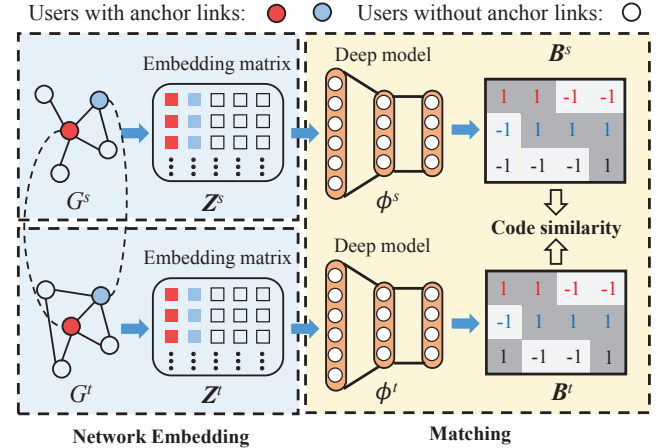 Users with anchor links: Users without anchor links:
Embedding matrix
Deep model
B^s
1 1 -1 -1
-1 1 1 1
-1 -1 -1 1
G^s
Z^s
ϕ^s
Code similarity
Embedding matrix
Deep model
1 1 -1 -1
-1 1 1 1
1 -1 -1 1
G^t
Z^t
ϕ^t
B^t
Network Embedding
Matching